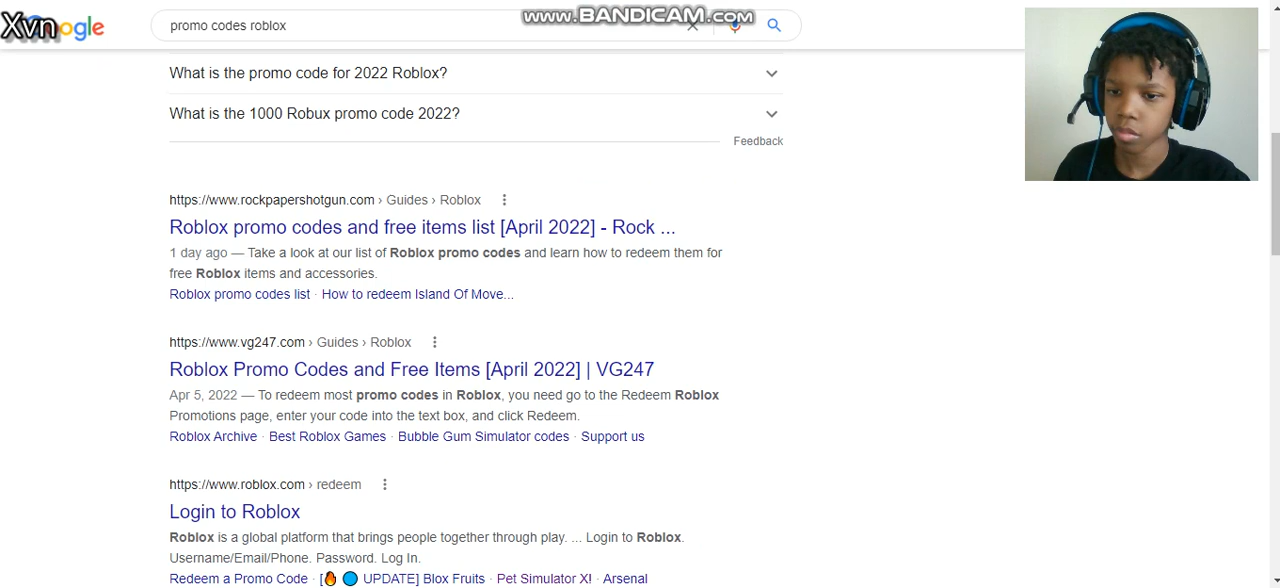 Xvn
ogle
promo codes roblox
www.BANDICAM.com
What is the promo code for 2022 Roblox?
What is the 1000 Robux promo code 2022?
Feedback
https://www.rockpapershotgun.com › Guides › Roblox
Roblox promo codes and free items list [April 2022] - Rock ...
1 day ago — Take a look at our list of Roblox promo codes and learn how to redeem them for
free Roblox items and accessories.
Roblox promo codes list · How to redeem Island Of Move...
https://www.vg247.com › Guides › Roblox
Roblox Promo Codes and Free Items [April 2022] | VG247
Apr 5, 2022 — To redeem most promo codes in Roblox, you need go to the Redeem Roblox
Promotions page, enter your code into the text box, and click Redeem.
Roblox Archive · Best Roblox Games · Bubble Gum Simulator codes · Support us
https://www.roblox.com › redeem
Login to Roblox
Roblox is a global platform that brings people together through play. ... Login to Roblox.
Username/Email/Phone. Password. Log In.
Redeem a Promo Code · [🔥 🔵 UPDATE] Blox Fruits · Pet Simulator X! · Arsenal